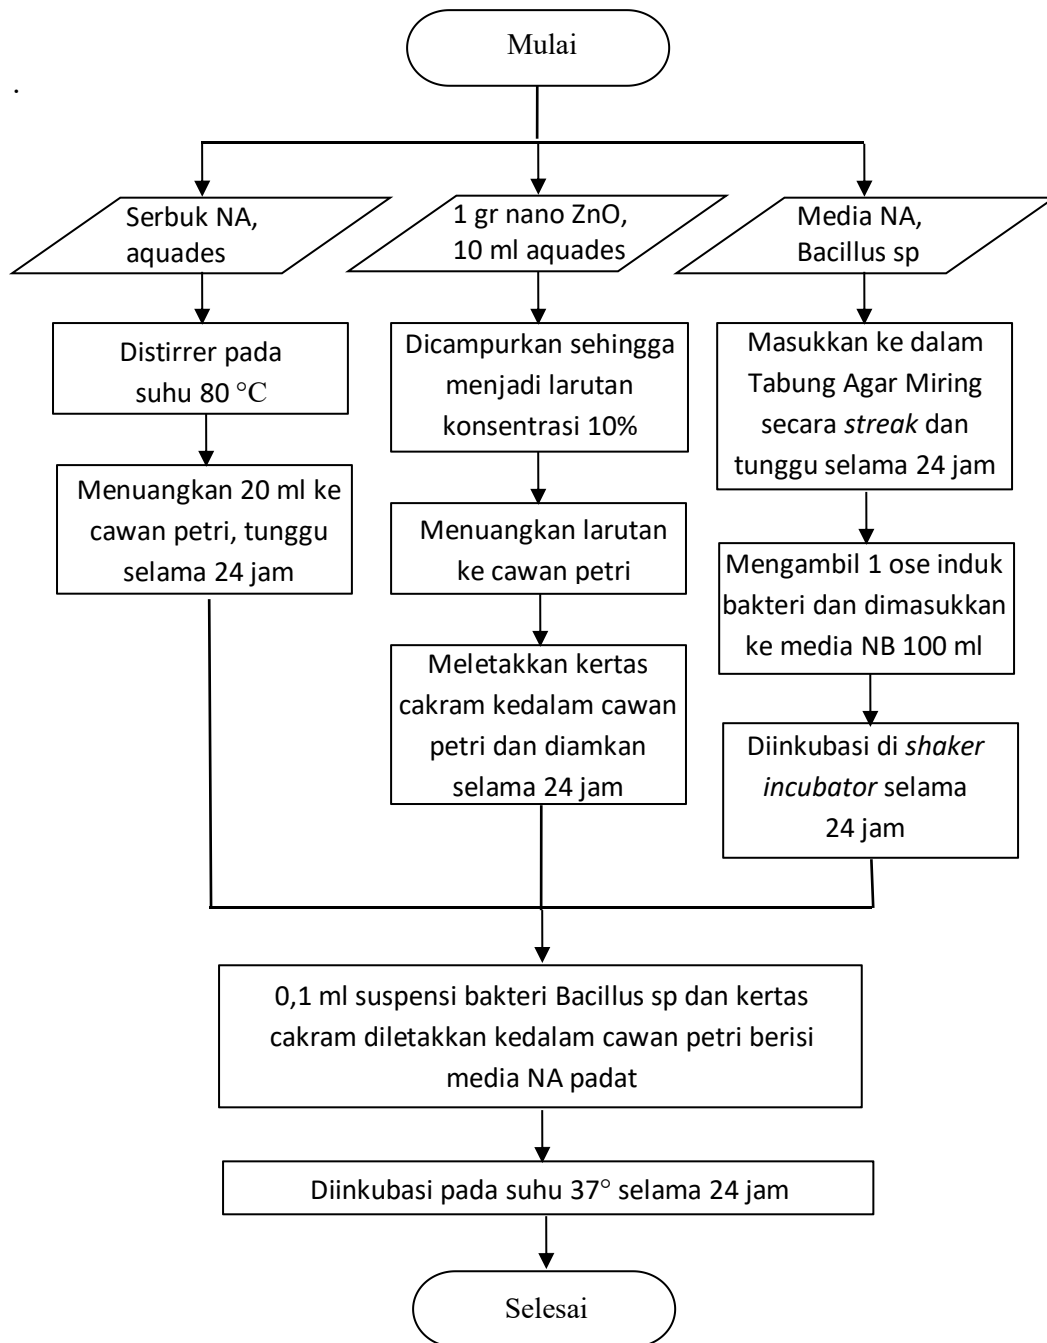 Mulai
.
Serbuk NA,
aquades
1 gr nano ZnO,
10 ml aquades
Media NA,
Bacillus sp
Distirrer pada
suhu 80 °C
Menuangkan 20 ml ke
cawan petri, tunggu
selama 24 jam
Dicampurkan sehingga
menjadi larutan
konsentrasi 10%
Menuangkan larutan
ke cawan petri
Meletakkan kertas
cakram kedalam cawan
petri dan diamkan
selama 24 jam
Masukkan ke dalam
Tabung Agar Miring
secara streak dan
tunggu selama 24 jam
Mengambil 1 ose induk
bakteri dan dimasukkan
ke media NB 100 ml
Diinkubasi di shaker
incubator selama
24 jam
0,1 ml suspensi bakteri Bacillus sp dan kertas
cakram diletakkan kedalam cawan petri berisi
media NA padat
Diinkubasi pada suhu 37° selama 24 jam
Selesai